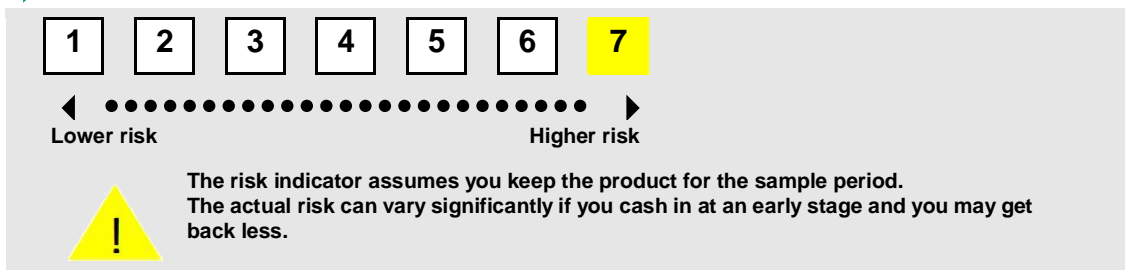 1 2 3 4 5 6 7
Lower risk Higher risk
The risk indicator assumes you keep the product for the sample period.
The actual risk can vary significantly if you cash in at an early stage and you may get
back less.
!